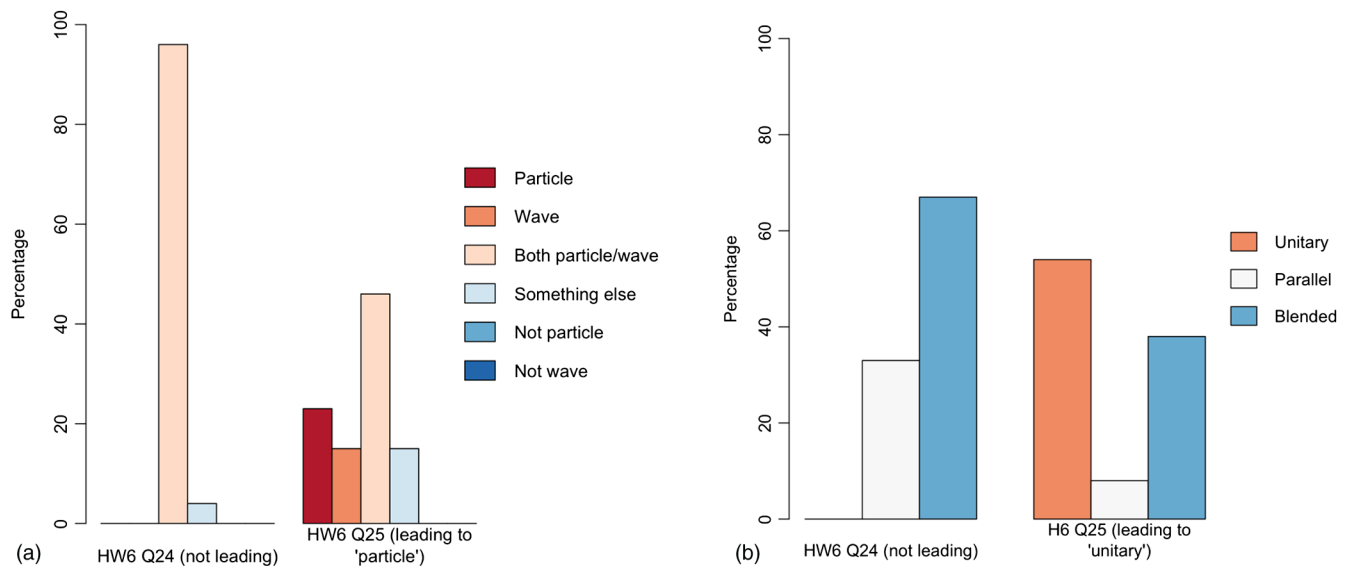 Percentage
0
20
40
60
80
100
HW6 Q24 (not leading)
HW6 Q25 (leading to
'particle')
Particle
Wave
Both particle/wave
Something else
Not particle
Not wave
(a)
Percentage
0
20
40
60
80
100
HW6 Q24 (not leading)
H6 Q25 (leading to
'unitary')
Unitary
Parallel
Blended
(b)